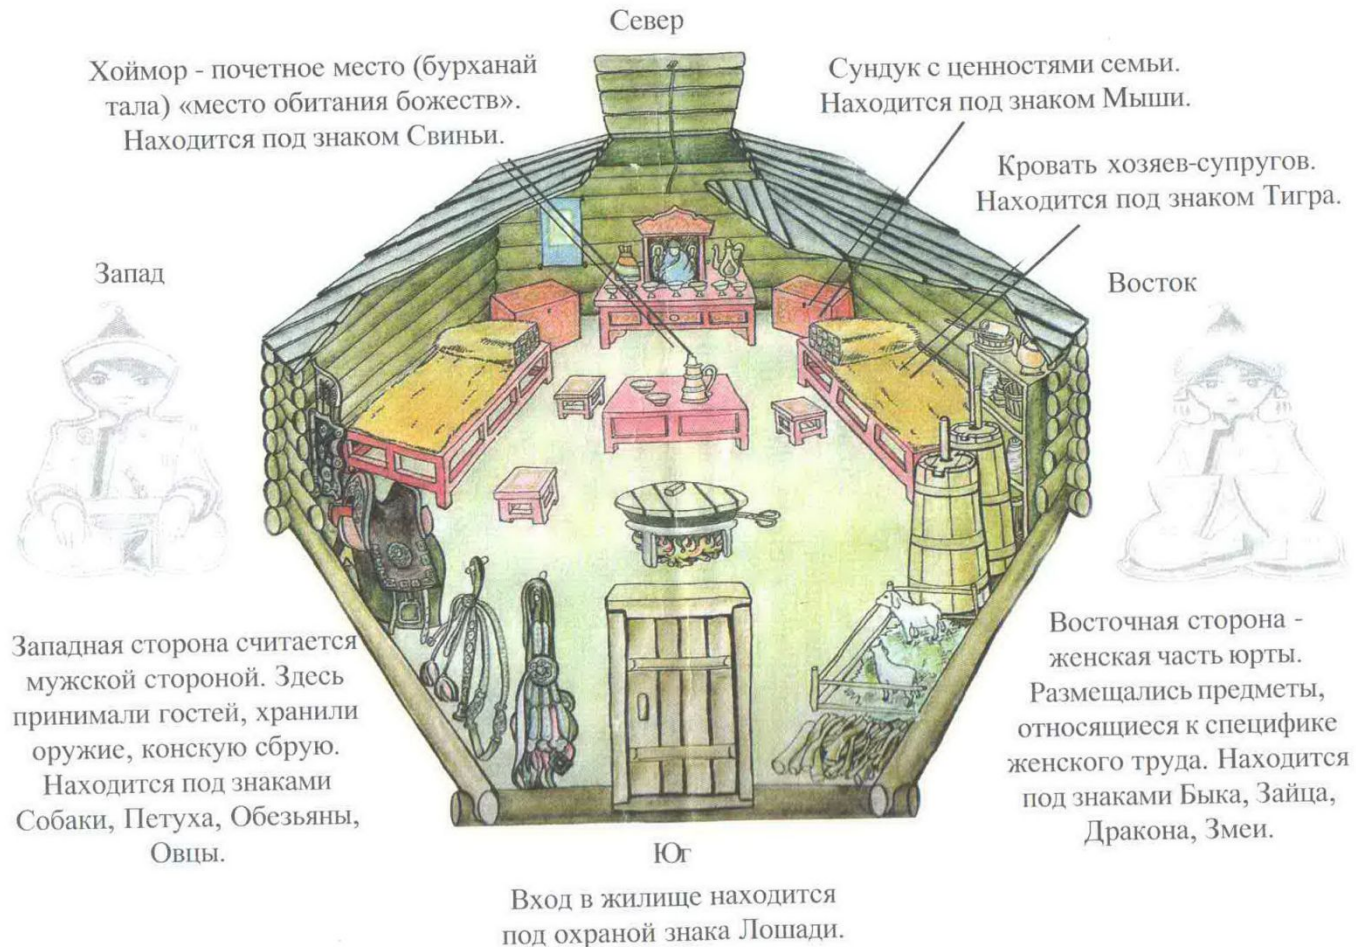 Север
Хоймор - почетное место (бурханай
тала) «место обитания божеств».
Находится под знаком Свиньи.
Сундук с ценностями семьи.
Находится под знаком Мыши.
Кровать хозяев-супругов.
Находится под знаком Тигра.
Запад
Восток
Западная сторона считается
мужской стороной. Здесь
принимали гостей, хранили
оружие, конскую сбрую.
Находится под знаками
Собаки, Петуха, Обезьяны,
Овцы.
Восточная сторона -
женская часть юрты.
Размещались предметы,
относящиеся к специфике
женского труда. Находится
под знаками Быка, Зайца,
Дракона, Змеи.
Юг
Вход в жилище находится
под охраной знака Лошади.